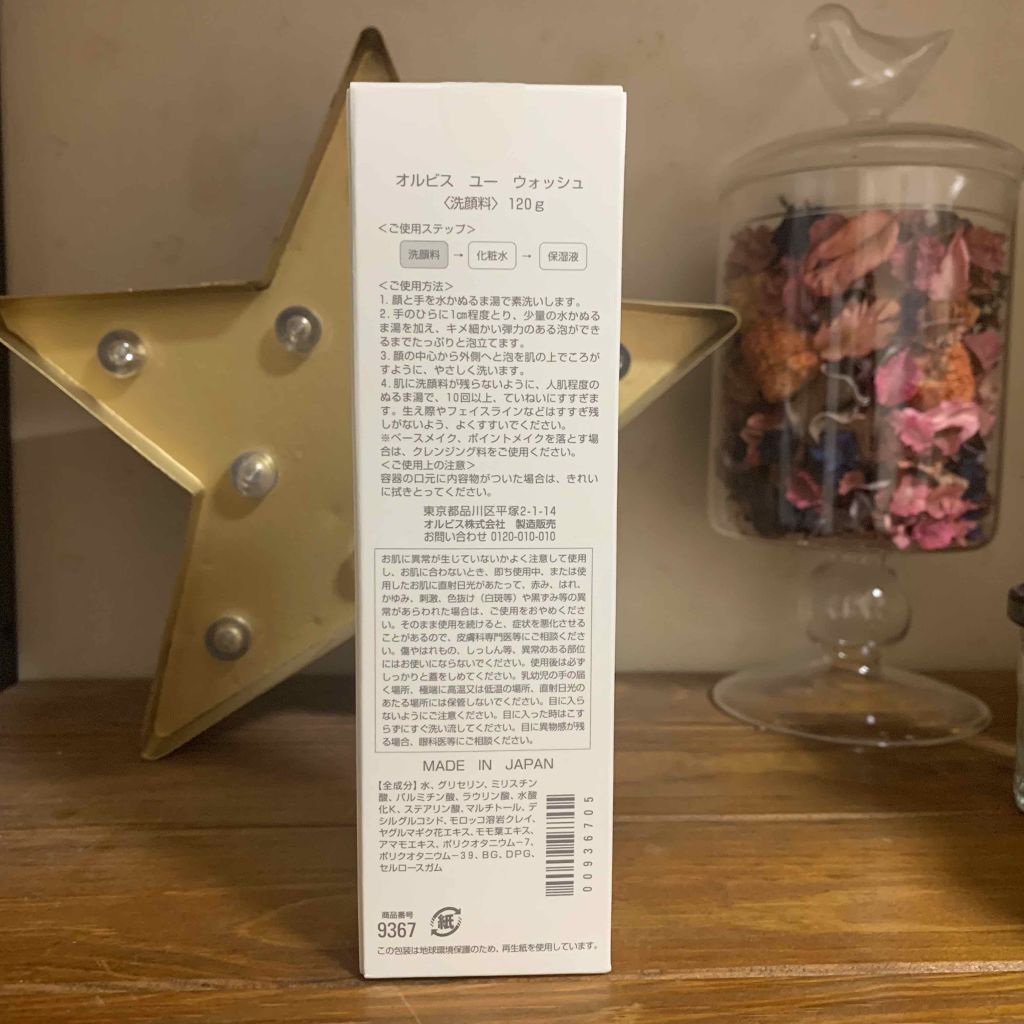 オルビス ユー ウォッシュ
〈洗顔料〉 120g
＜ご使用ステップ＞
洗顔料 → 化粧水 → 保湿液
＜ご使用方法＞
1. 顔と手を水かぬるま湯で素洗いします。
2. 手のひらに1㎝程度とり、少量の水かぬる
ま湯を加え、キメ細かい弾力のある泡ができ
るまでたっぷりと泡立てます。
3. 顔の中心から外側へと泡を肌の上でころが
すように、やさしく洗います。
4. 肌に洗顔料が残らないように、人肌程度の
ぬるま湯で、10回以上、ていねいにすすぎま
す。生え際やフェイスラインなどはすすぎ残
しがないよう、よくすすいでください。
※ベースメイク、ポイントメイクを落とす場
合は、クレンジング料をご使用ください。
＜ご使用上の注意＞
容器の口元に内容物がついた場合は、きれい
に拭きとってください。
東京都品川区平塚2-1-14
オルビス株式会社 製造販売
お問い合わせ 0120-010-010
お肌に異常が生じていないかよく注意して使用
し、お肌に合わないとき、即ち使用中、または使
用したお肌に直射日光があたって、赤み、はれ、
かゆみ、刺激、色抜け（白斑等）や黒ずみ等の異
常があらわれた場合は、ご使用をおやめくださ
い。そのまま使用を続けると、症状を悪化させる
ことがあるので、皮膚科専門医等にご相談くださ
い。傷やはれもの、しっしん等、異常のある部位
にはお使いにならないでください。使用後は必ず
しっかりと蓋をしめてください。乳幼児の手の届
く場所、極端に高温又は低温の場所、直射日光の
あたる場所には保管しないでください。目に入ら
ないようにご注意ください。目に入った時はこす
らずにすぐ洗い流してください。目に異物感が残
る場合、眼科医等にご相談ください。
MADE IN JAPAN
【全成分】水、グリセリン、ミリスチン
酸、パルミチン酸、ラウリン酸、水酸
化K、ステアリン酸、マルチトール、デ
シルグルコシド、モロッコ溶岩クレイ、
ヤグルマギク花エキス、モモ葉エキス、
アマモエキス、ポリクオタニウム-7、
ポリクオタニウム-39、BG、DPG、
セルロースガム
00936705
商品番号
9367
紙
この包装は地球環境保護のため、再生紙を使用しています。